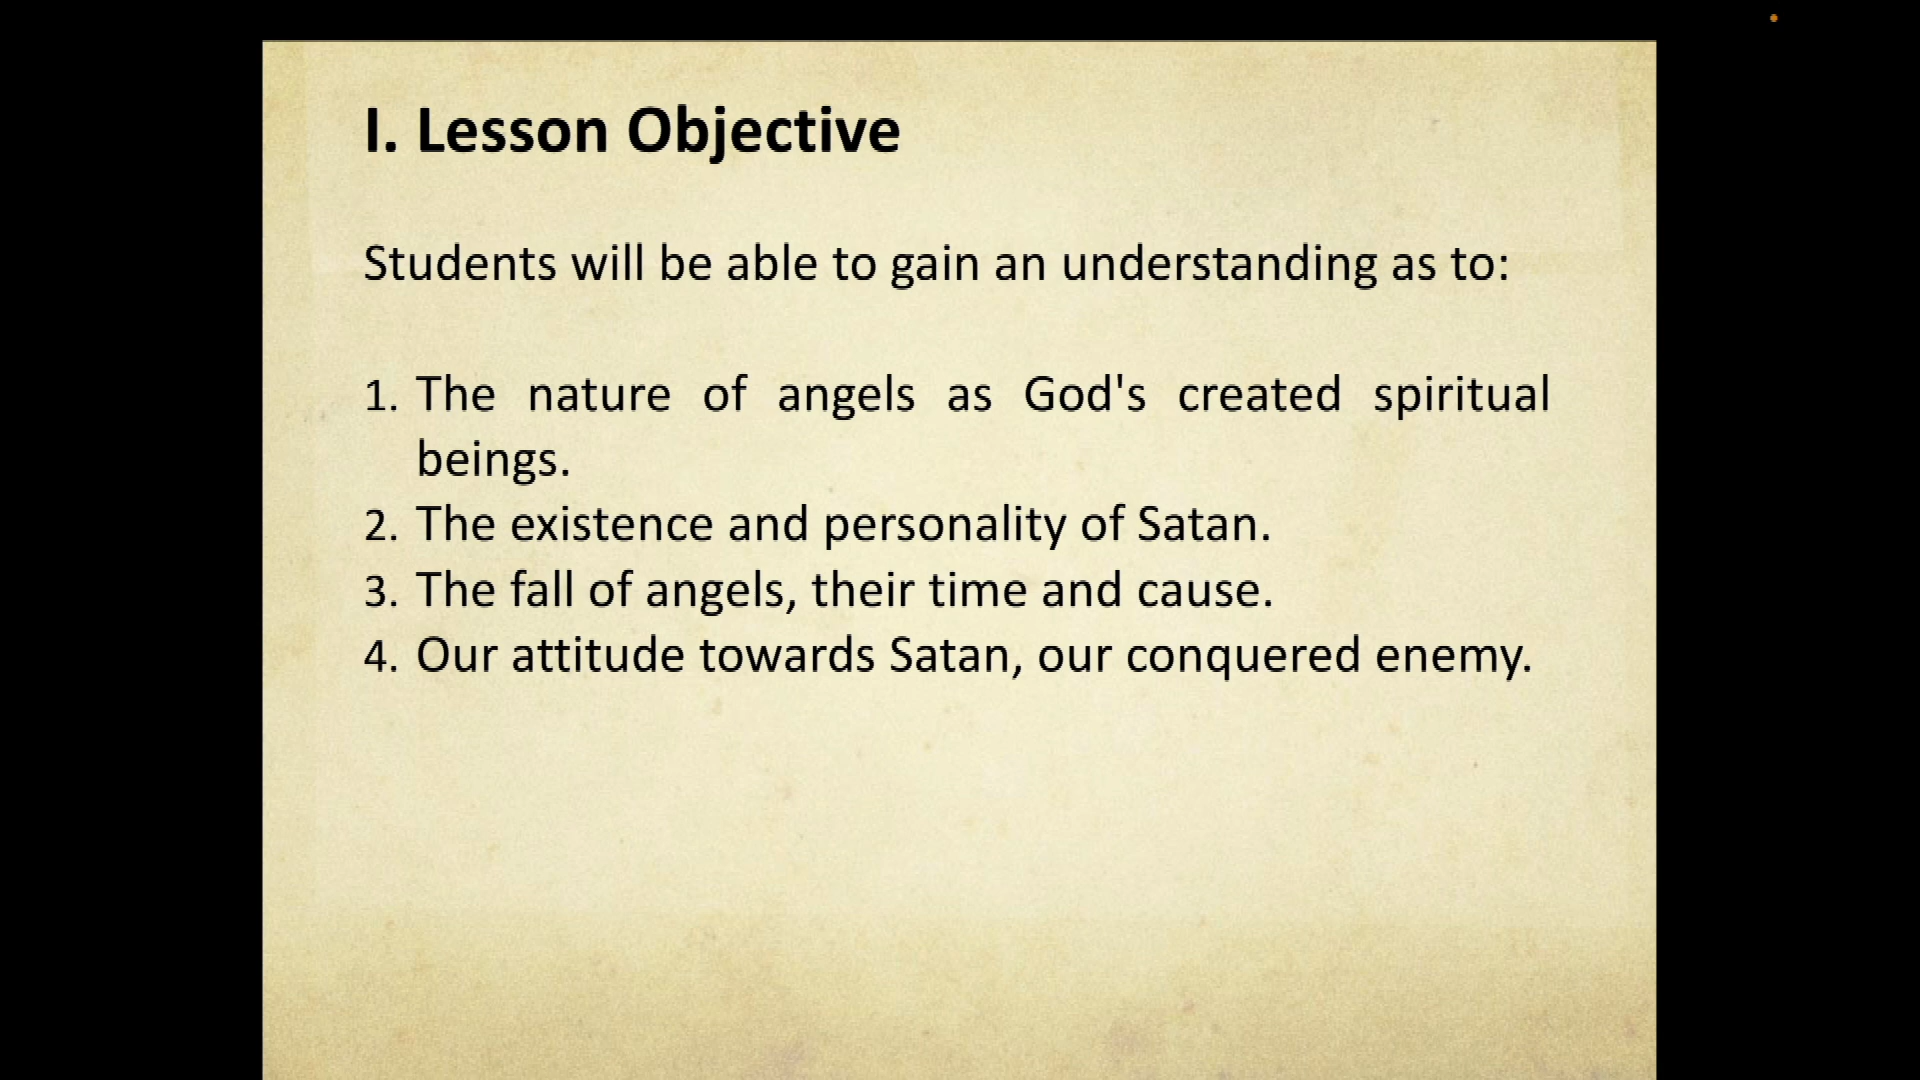 I. Lesson Objective
Students will be able to gain an understanding as to:
1. The nature of angels as God's created spiritual
beings.
2. The existence and personality of Satan.
3. The fall of angels, their time and cause.
4. Our attitude towards Satan, our conquered enemy.